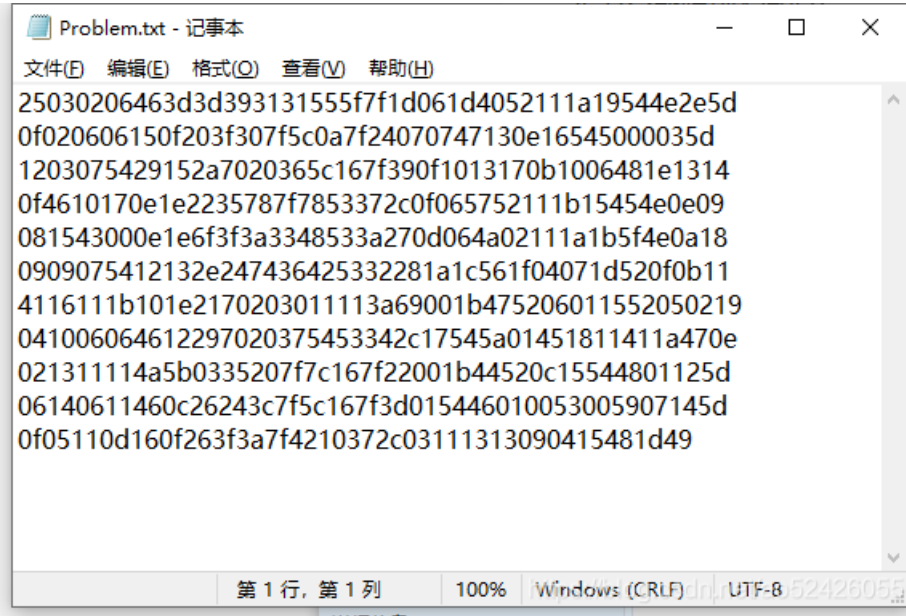 Problem.txt - 记事本
文件(F) 编辑(E) 格式(O) 查看(V) 帮助(H)
25030206463d3d393131555f7f1d061d4052111a19544e2e5d
0f020606150f203f307f5c0a7f24070747130e16545000035d
1203075429152a7020365c167f390f1013170b1006481e1314
0f4610170e1e2235787f7853372c0f065752111b15454e0e09
081543000e1e6f3f3a3348533a270d064a02111a1b5f4e0a18
0909075412132e247436425332281a1c561f04071d520f0b11
4116111b101e2170203011113a69001b475206011552050219
041006064612297020375453342c17545a01451811411a470e
021311114a5b0335207f7c167f22001b44520c15544801125d
06140611460c26243c7f5c167f3d015446010053005907145d
0f05110d160f263f3a7f4210372c03111313090415481d49
第 1 行, 第 1 列 100% Windows (CRLF) UTF-8